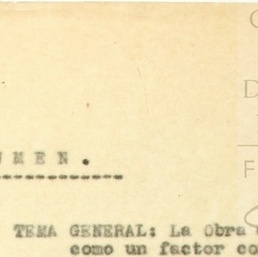 UMEN.
TEMA GENERAL: La Obra
como un factor co